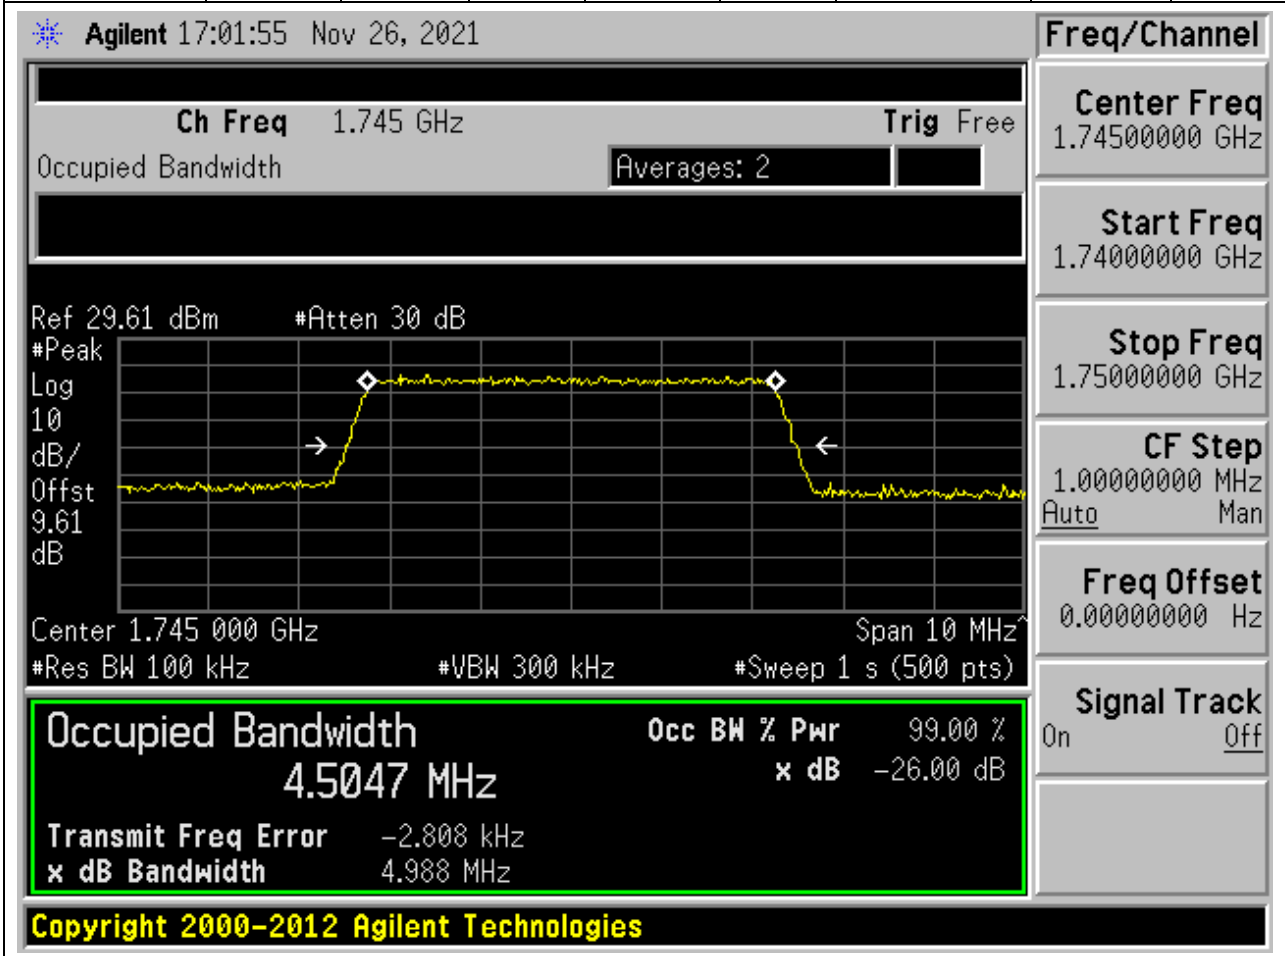 Agilent 17:01:55 Nov 26, 2021
Freq/Channel
Ch Freq 1.745 GHz Trig Free
Occupied Bandwidth Averages: 2
Center Freq
1.74500000 GHz
Start Freq
1.74000000 GHz
Stop Freq
1.75000000 GHz
CF Step
1.00000000 MHz
Auto Man
Freq Offset
0.00000000 Hz
Signal Track
On Off
Ref 29.61 dBm #Atten 30 dB
#Peak
Log
10
dB/
Offst
9.61
dB
Center 1.745 000 GHz Span 10 MHz^
#Res BW 100 kHz #VBW 300 kHz #Sweep 1 s (500 pts)
Occupied Bandwidth Occ BW % Pwr 99.00 %
4.5047 MHz x dB -26.00 dB
Transmit Freq Error -2.808 kHz
x dB Bandwidth 4.988 MHz
Copyright 2000-2012 Agilent Technologies